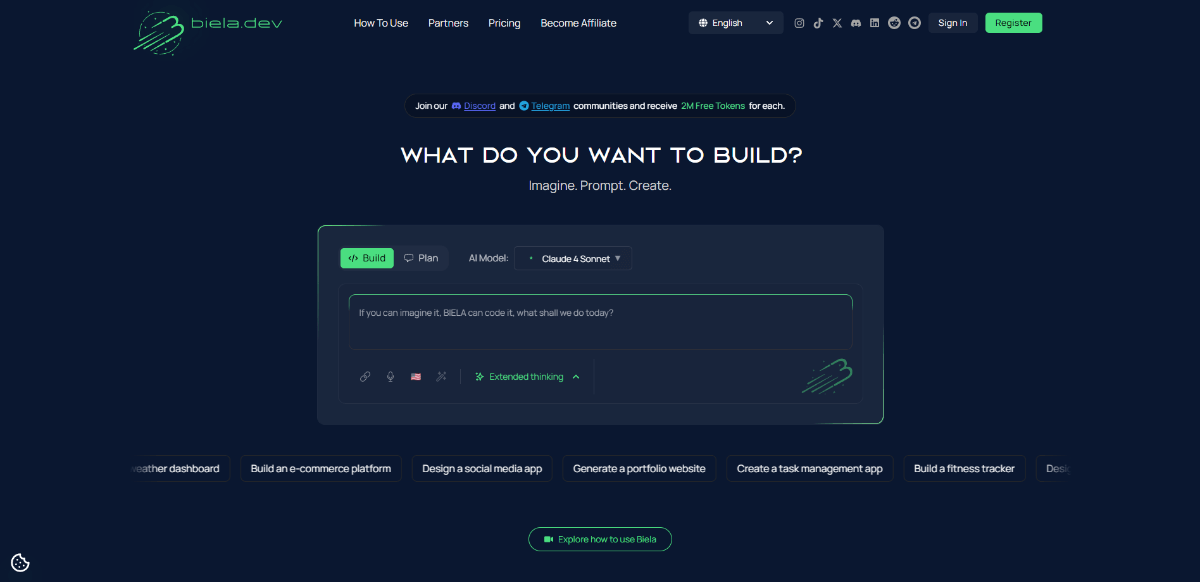 biela.dev
How To Use Partners Pricing Become Affiliate English Sign In Register
Join our Discord and Telegram communities and receive 2M Free Tokens for each.
WHAT DO YOU WANT TO BUILD?
Imagine. Prompt. Create.
Build Plan AI Model: Claude 4 Sonnet
If you can imagine it, BIELA can code it, what shall we do today?
Extended thinking
dashboard Build an e-commerce platform Design a social media app Generate a portfolio website Create a task management app Build a fitness tracker
Explore how to use Biela